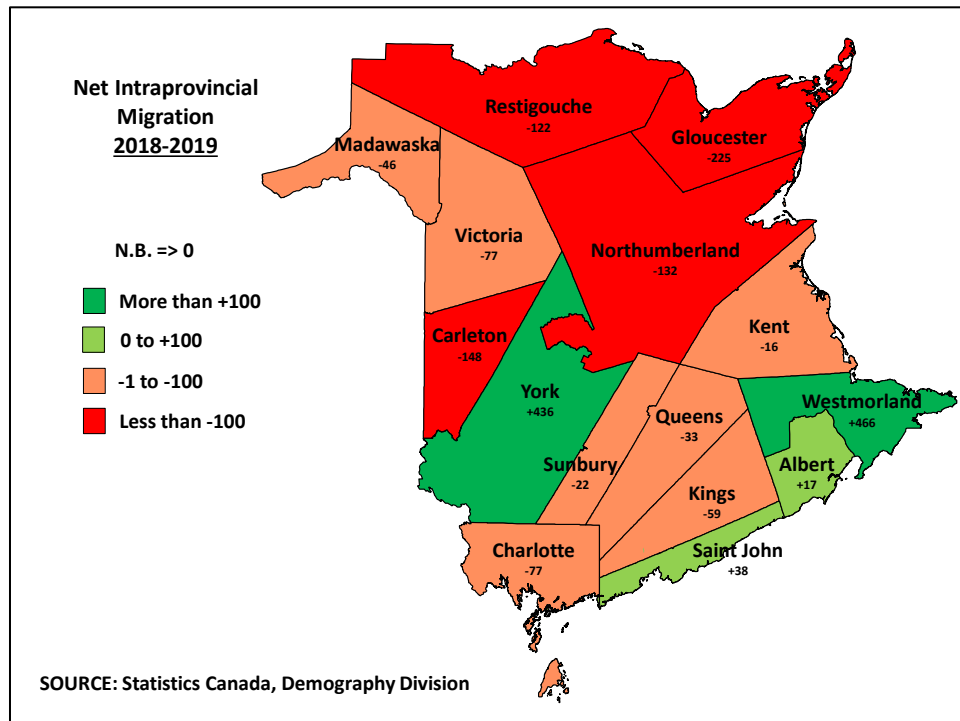 Net Intraprovincial
Migration
2018-2019
N.B. => 0
More than +100
0 to +100
-1 to -100
Less than -100
Restigouche
-122
Gloucester
-225
Madawaska
-46
Victoria
-77
Northumberland
-132
Carleton
-148
Kent
-16
York
+436
Westmorland
+466
Queens
-33
Sunbury
-22
Albert
+17
Kings
-59
Charlotte
-77
Saint John
+38
SOURCE: Statistics Canada, Demography Division